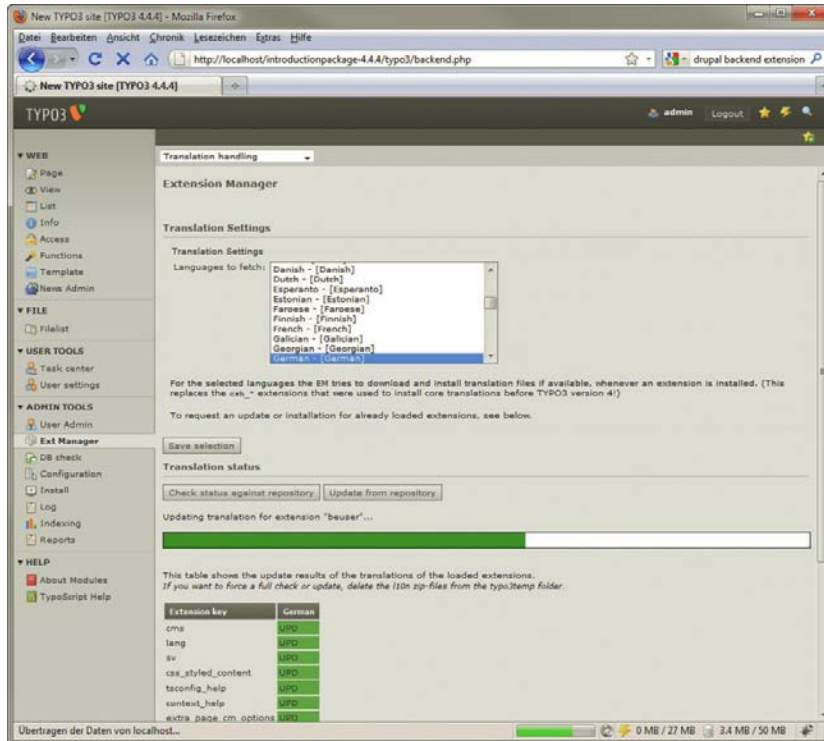 New TYPO3 site [TYPO3 4.4.4] - Mozilla Firefox
Datei Bearbeiten Ansicht Chronik Lesezeichen Extras Hilfe
http://localhost/introductionpackage-4.4.4/typo3/backend.php
drupal backend extension
New TYPO3 site [TYPO3 4.4.4]
TYPO3
admin
Logout
WEB
Page
View
List
Info
Access
Functions
Template
News Admin
FILE
Filelist
USER TOOLS
Task center
User settings
ADMIN TOOLS
User Admin
Ext Manager
DB check
Configuration
Install
Log
Indexing
Reports
HELP
About Modules
TypoScript Help
Translation handling
Extension Manager
Translation Settings
Translation Settings
Languages to fetch:
Danish - [Danish]
Dutch - [Dutch]
Esperanto - [Esperanto]
Estonian - [Estonian]
Faroese - [Faroese]
Finnish - [Finnish]
French - [French]
Galician - [Galician]
Georgian - [Georgian]
German - [German]
For the selected languages the EM tries to download and install translation files if available, whenever an extension is installed. (This
replaces the csh_* extensions that were used to install core translations before TYPO3 version 4!)
To request an update or installation for already loaded extensions, see below.
Save selection
Translation status
Check status against repository
Update from repository
Updating translation for extension "beuser"...
This table shows the update results of the translations of the loaded extensions.
If you want to force a full check or update, delete the l10n zip-files from the typo3temp folder.
Extension key German
cms UPD
lang UPD
sv UPD
css_styled_content UPD
tsconfig_help UPD
context_help UPD
extra_page_cm_options UPD
Übertragen der Daten von localhost...
0 MB / 27 MB
3.4 MB / 50 MB